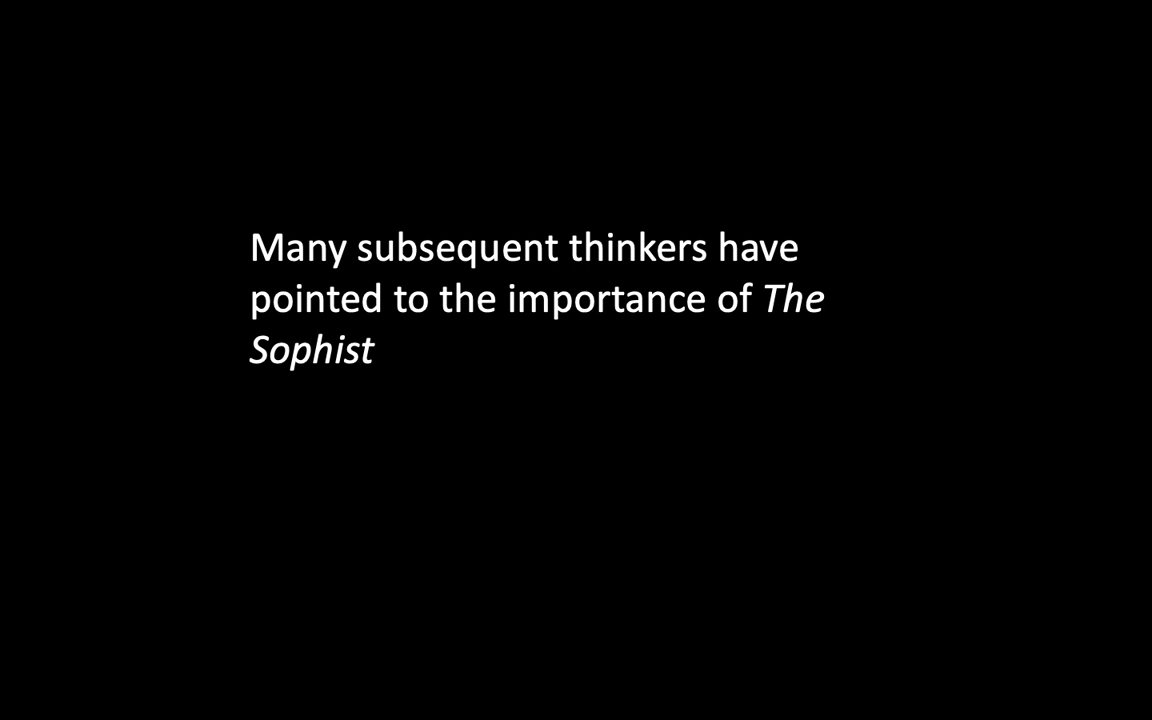 Many subsequent thinkers have
pointed to the importance of The
Sophist